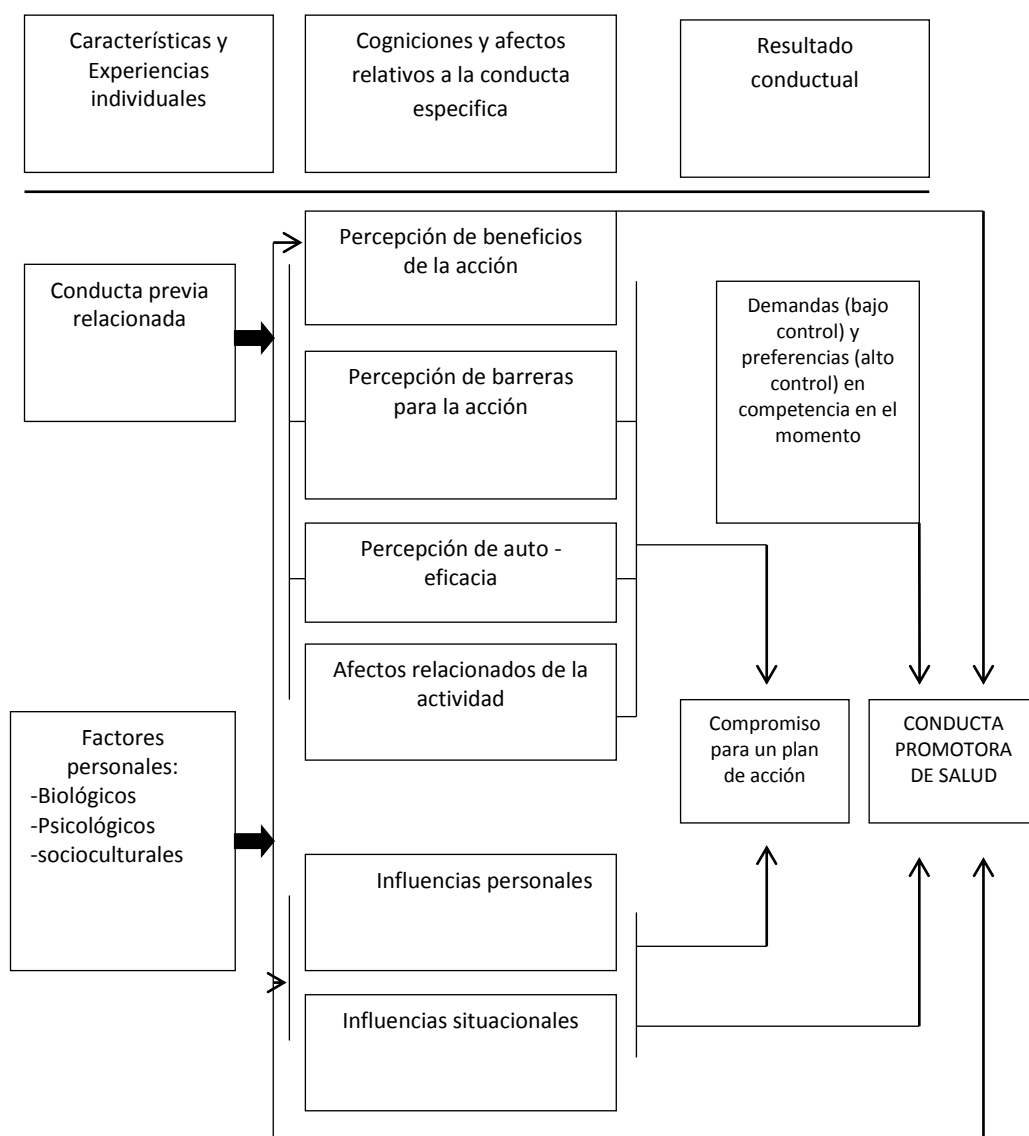 Características y
Experiencias
individuales
Cogniciones y afectos
relativos a la conducta
especifica
Resultado
conductual
Percepción de beneficios
de la acción
Conducta previa
relacionada
Demandas (bajo
control) y
preferencias (alto
control) en
competencia en el
momento
Percepción de barreras
para la acción
Percepción de auto -
eficacia
Afectos relacionados de la
actividad
Compromiso
para un plan
de acción
CONDUCTA
PROMOTORA
DE SALUD
Factores
personales:
-Biológicos
-Psicológicos
-socioculturales
Influencias personales
Influencias situacionales